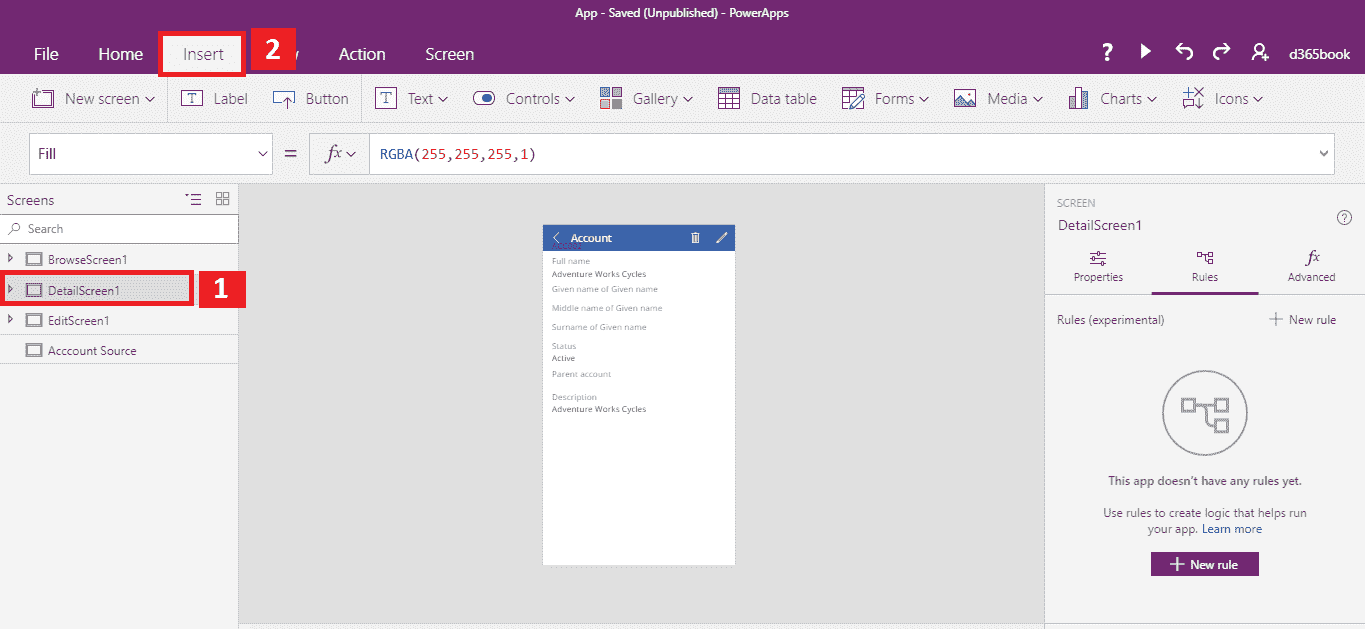 App - Saved (Unpublished) - PowerApps
File Home Insert 2 y Action Screen ? d365book
New screen Label Button Text Controls Gallery Data table Forms Media Charts Icons
Fill = fx RGBA(255,255,255,1)
Screens
Search
BrowseScreen1
DetailScreen1 1
EditScreen1
Acccount Source
Account
Full name
Adventure Works Cycles
Given name of Given name
Middle name of Given name
Surname of Given name
Status
Active
Parent account
Description
Adventure Works Cycles
SCREEN
DetailScreen1
Properties Rules Advanced
Rules (experimental) New rule
This app doesn't have any rules yet.
Use rules to create logic that helps run
your app. Learn more
New rule